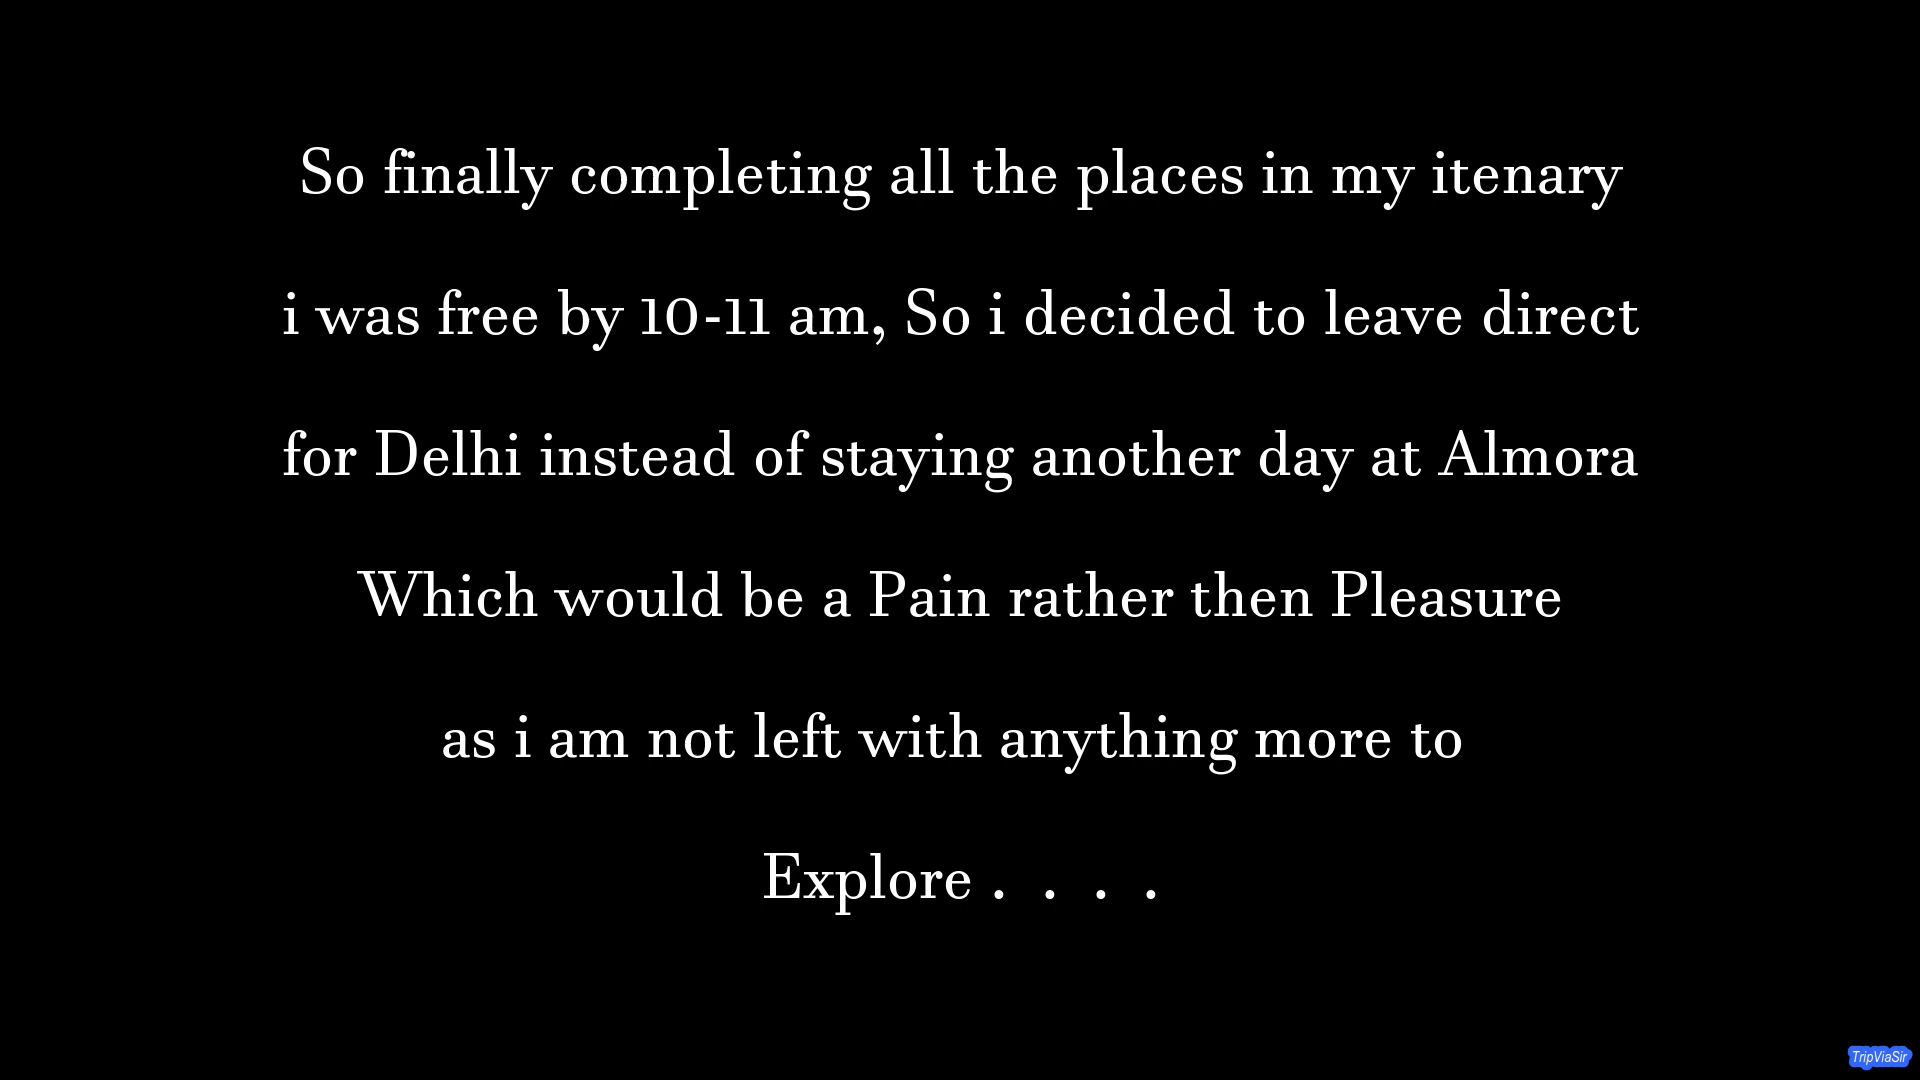 So finally completing all the places in my itenary
i was free by 10-11 am, So i decided to leave direct
for Delhi instead of staying another day at Almora
Which would be a Pain rather then Pleasure
as i am not left with anything more to
Explore . . . .
TripViaSir